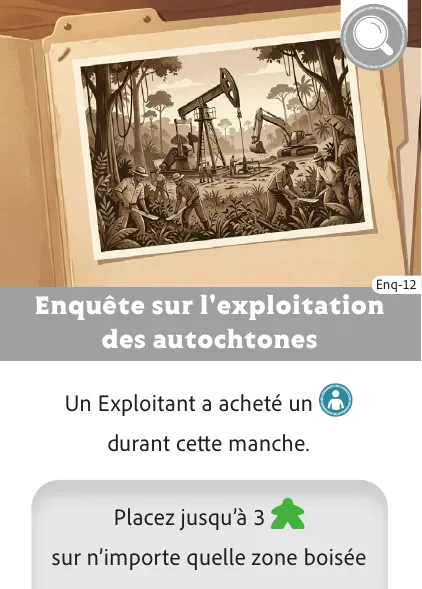 Enq-12
Enquête sur l'exploitation
des autochtones
Un Exploitant a acheté un
durant cette manche.
Placez jusqu'à 3
sur n'importe quelle zone boisée